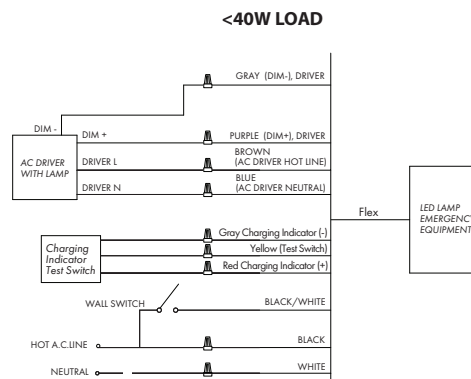 <40W LOAD
GRAY (DIM-), DRIVER
DIM -
DIM +
PURPLE (DIM+), DRIVER
AC DRIVER
WITH LAMP
DRIVER L
BROWN
(AC DRIVER HOT LINE)
DRIVER N
BLUE
(AC DRIVER NEUTRAL)
Flex
LED LAMP
EMERGENCY
EQUIPMENT
Charging
Indicator
Test Switch
Gray Charging Indicator (-)
Yellow (Test Switch)
Red Charging Indicator (+)
WALL SWITCH
BLACK/WHITE
HOT A.C.LINE
BLACK
NEUTRAL
WHITE